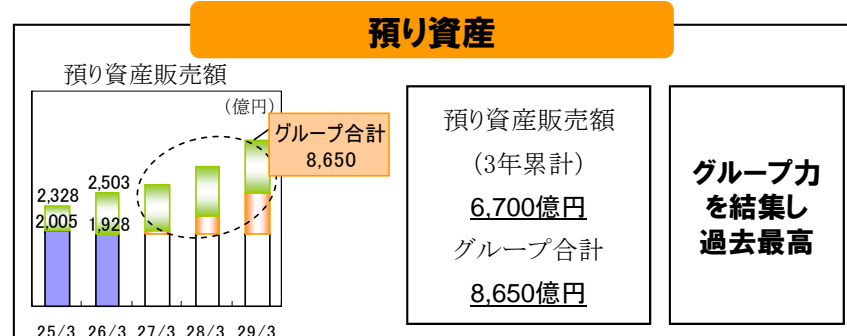 預り資産
預り資産販売額
(億円)
グループ合計
8,650
2,328
2,503
2,005
1,928
25/3 26/3 27/3 28/3 29/3
預り資産販売額
(3年累計)
6,700億円
グループ合計
8,650億円
グループ力
を結集し
過去最高